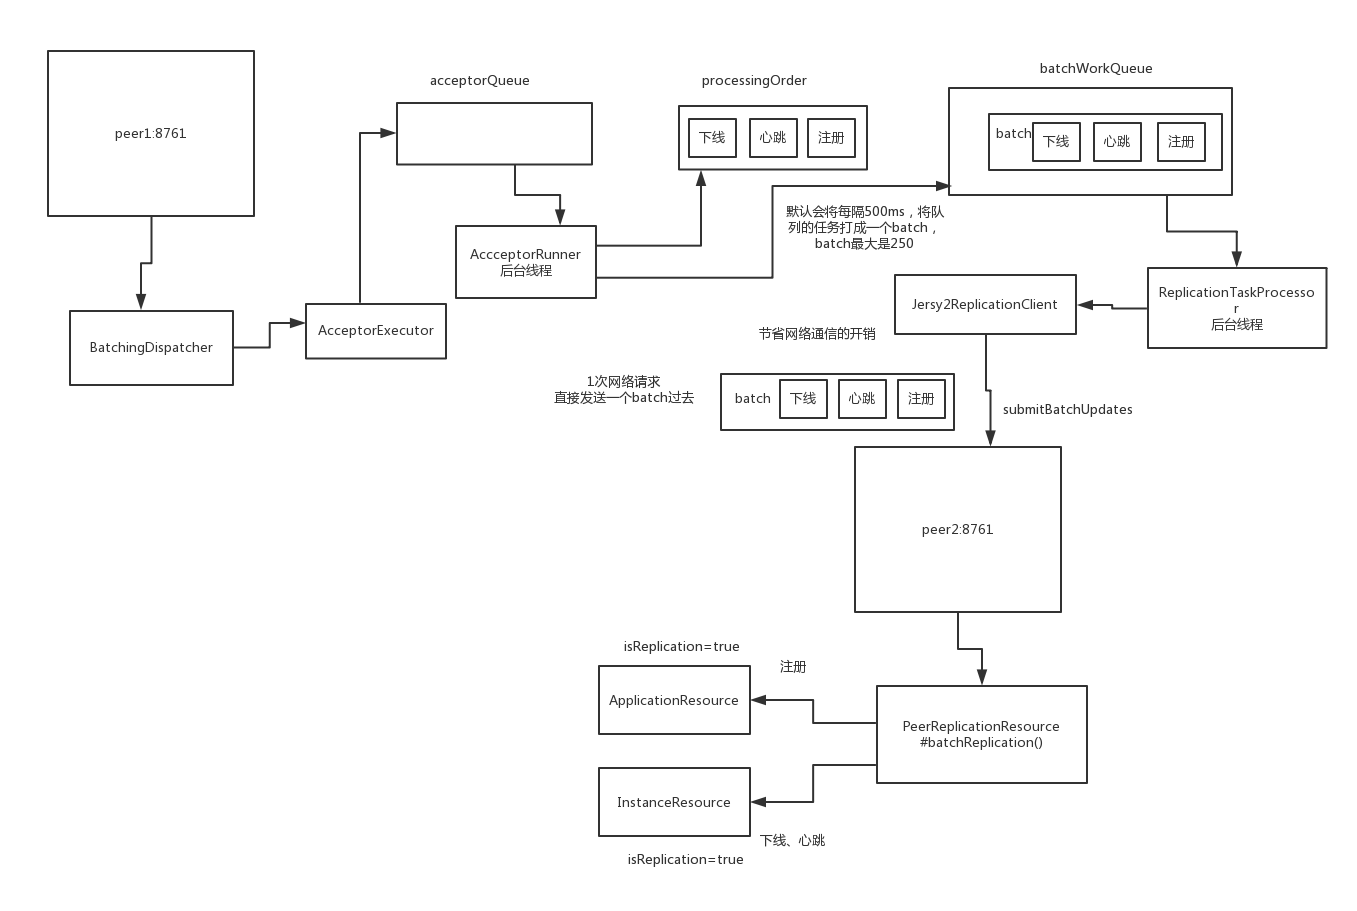 acceptorQueue
processingOrder
batchWorkQueue
peer1:8761
下线
心跳
注册
batch
下线
心跳
注册
默认会将每隔500ms，将队
列的任务打成一个batch，
batch最大是250
AccceptorRunner
后台线程
BatchingDispatcher
AcceptorExecutor
Jersy2ReplicationClient
ReplicationTaskProcesso
r
后台线程
节省网络通信的开销
1次网络请求
直接发送一个batch过去
batch
下线
心跳
注册
submitBatchUpdates
peer2:8761
isReplication=true
注册
ApplicationResource
PeerReplicationResource
#batchReplication()
InstanceResource
下线、心跳
isReplication=true